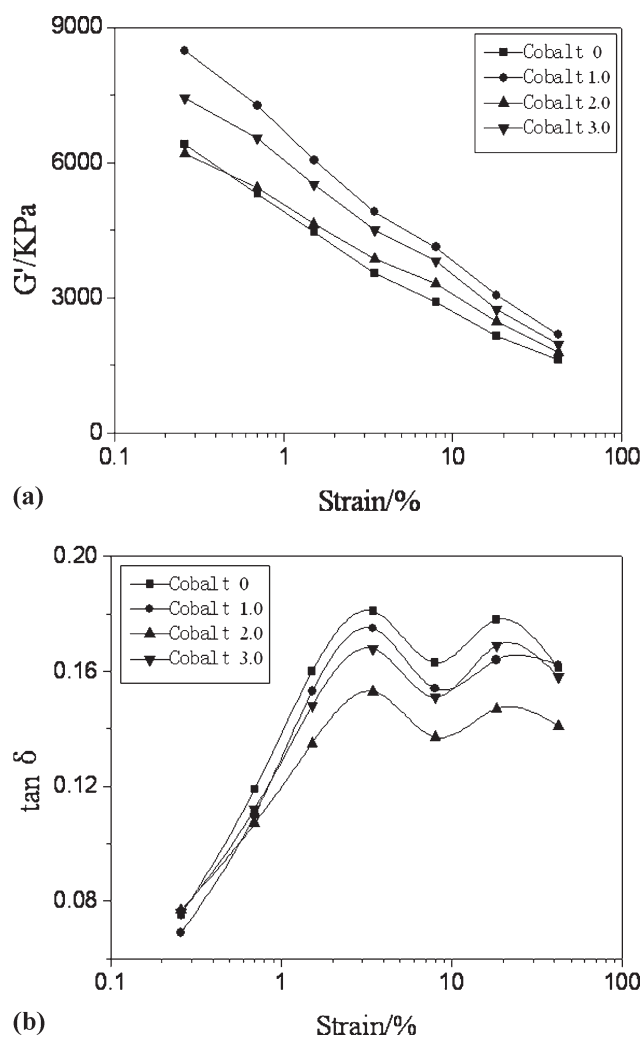 9000
6000
3000
0
G'/KPa
Cobalt 0
Cobalt 1.0
Cobalt 2.0
Cobalt 3.0
0.1 1 10 100
Strain/%
(a)
0.20
0.16
0.12
0.08
tan δ
Cobalt 0
Cobalt 1.0
Cobalt 2.0
Cobalt 3.0
0.1 1 10 100
Strain/%
(b)